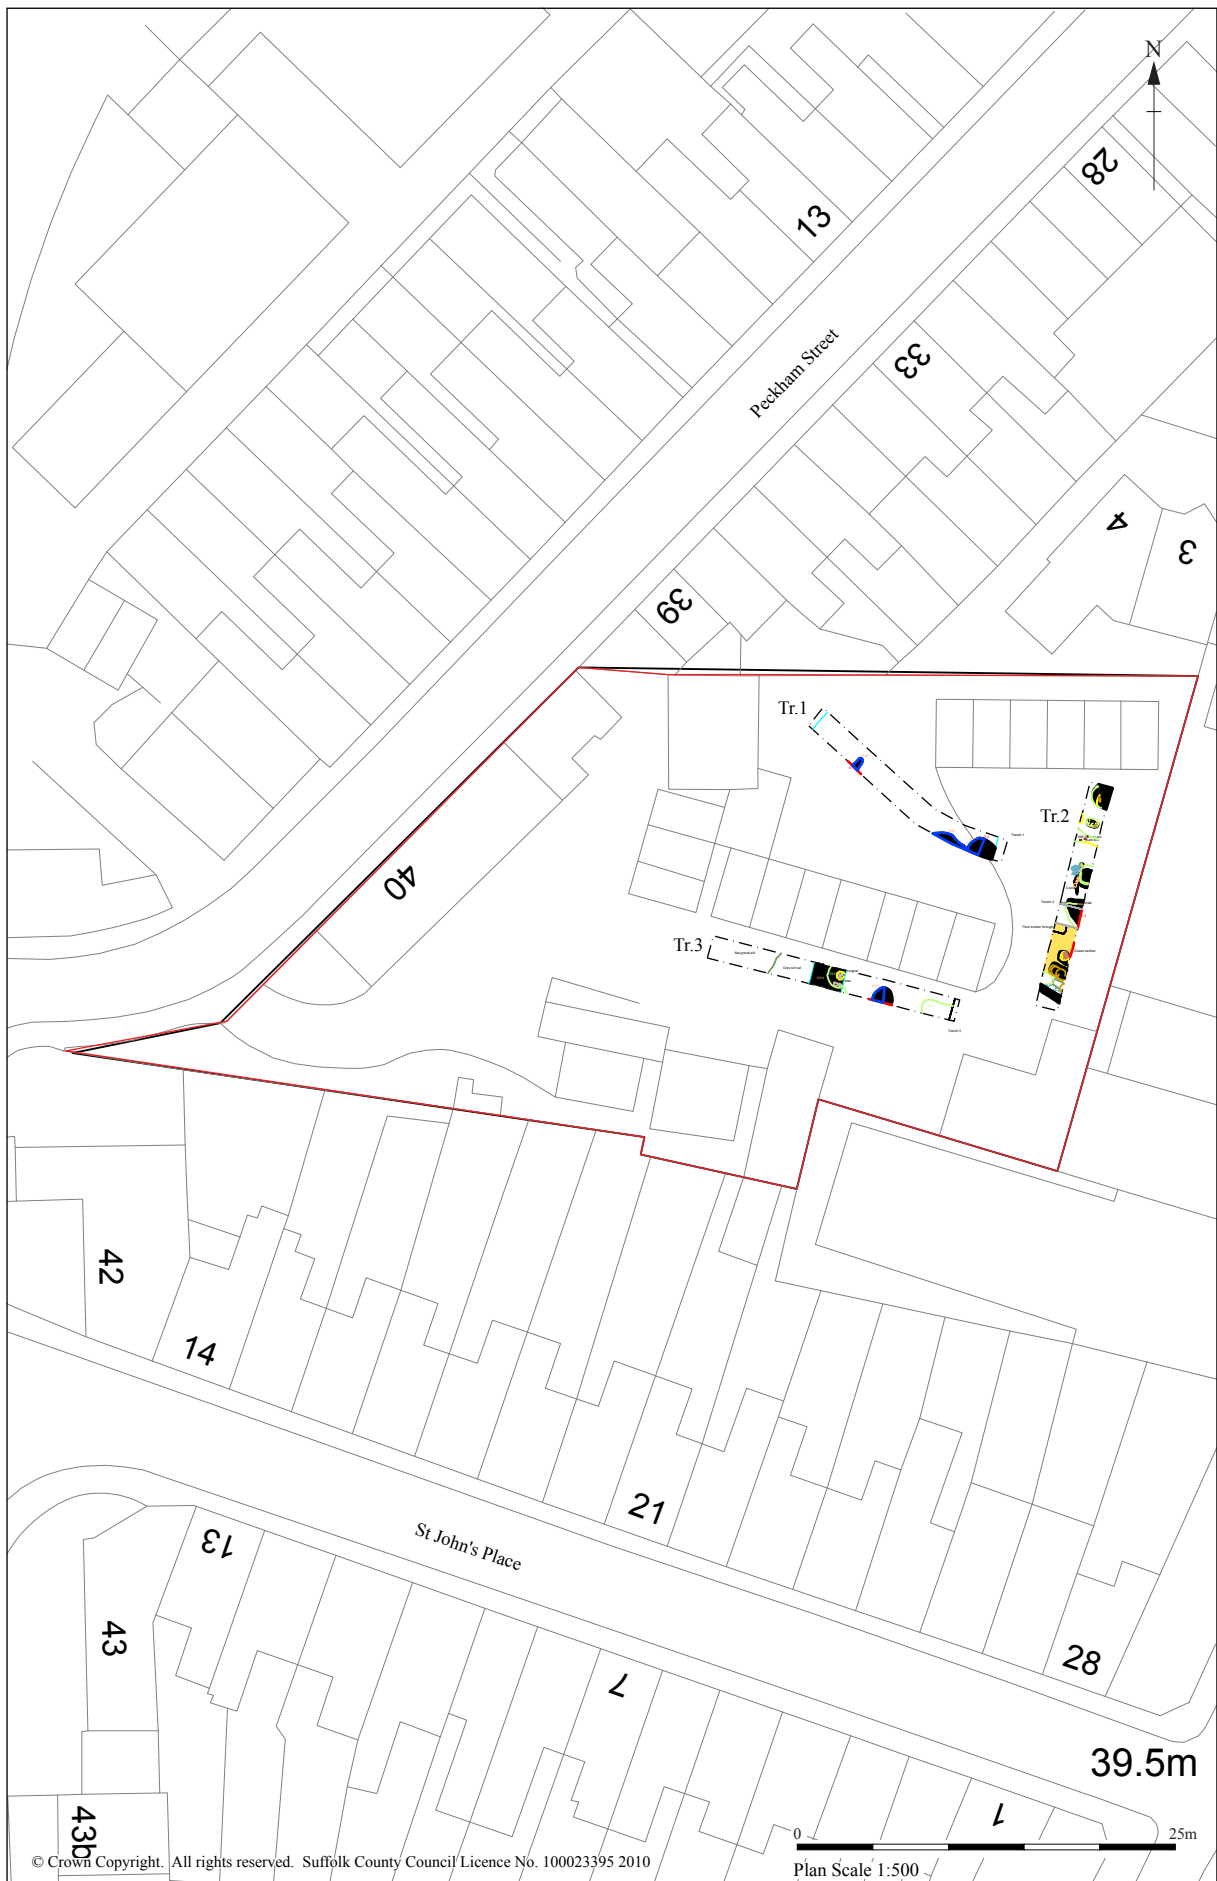 N
28
13
Peckham Street
33
4
3
39
Tr.1
Tr.2
40
Tr.3
42
14
21
St John's Place
13
43
7
28
39.5m
1
43b
0
25m
© Crown Copyright. All rights reserved. Suffolk County Council Licence No. 100023395 2010
Plan Scale 1:500